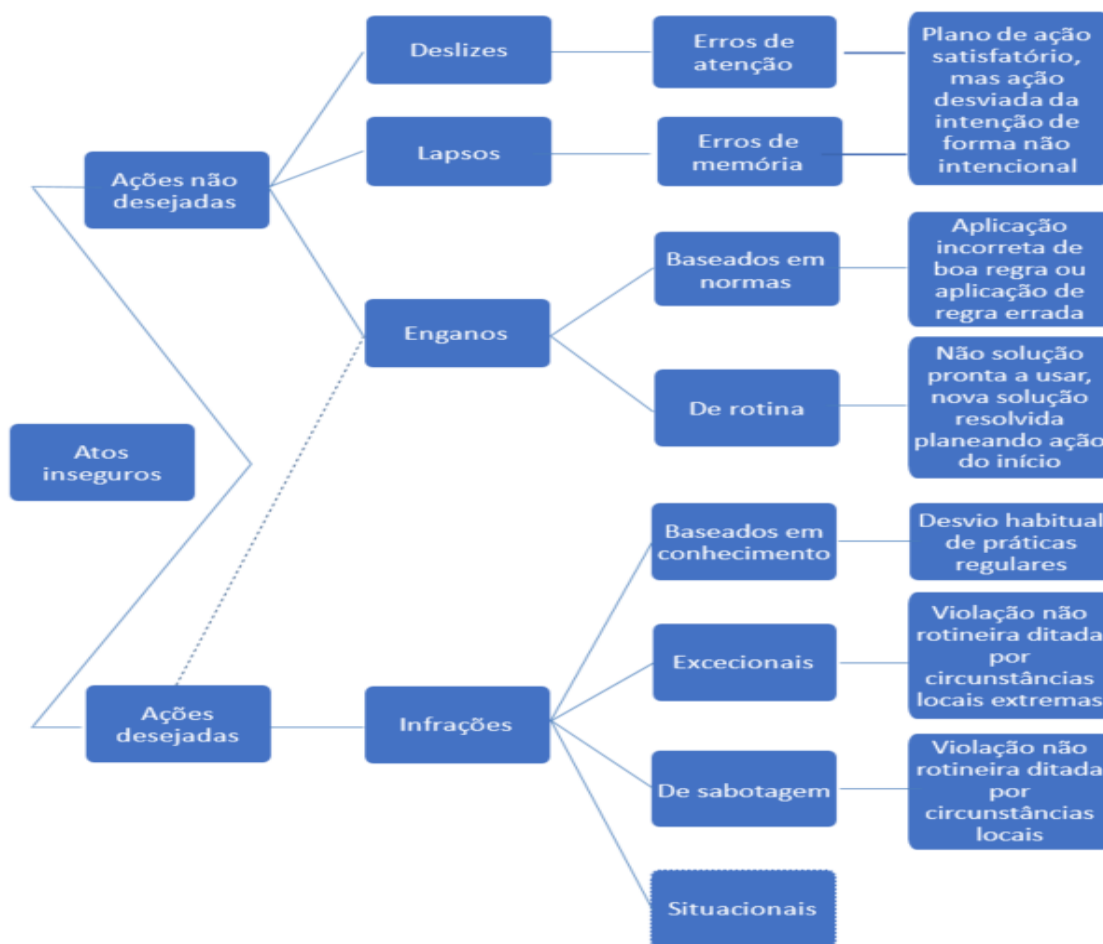 Deslizes
Erros de
atenção
Plano de ação
satisfatório,
mas ação
desviada da
intenção de
forma não
intencional
Lapsos
Erros de
memória
Ações não
desejadas
Baseados em
normas
Aplicação
incorreta de
boa regra ou
aplicação de
regra errada
Enganos
De rotina
Não solução
pronta a usar,
nova solução
resolvida
planeando ação
do início
Atos
inseguros
Baseados em
conhecimento
Desvio habitual
de práticas
regulares
Excecionais
Violação não
rotineira ditada
por
circunstâncias
locais extremas
Ações
desejadas
Infrações
De sabotagem
Violação não
rotineira ditada
por
circunstâncias
locais
Situacionais